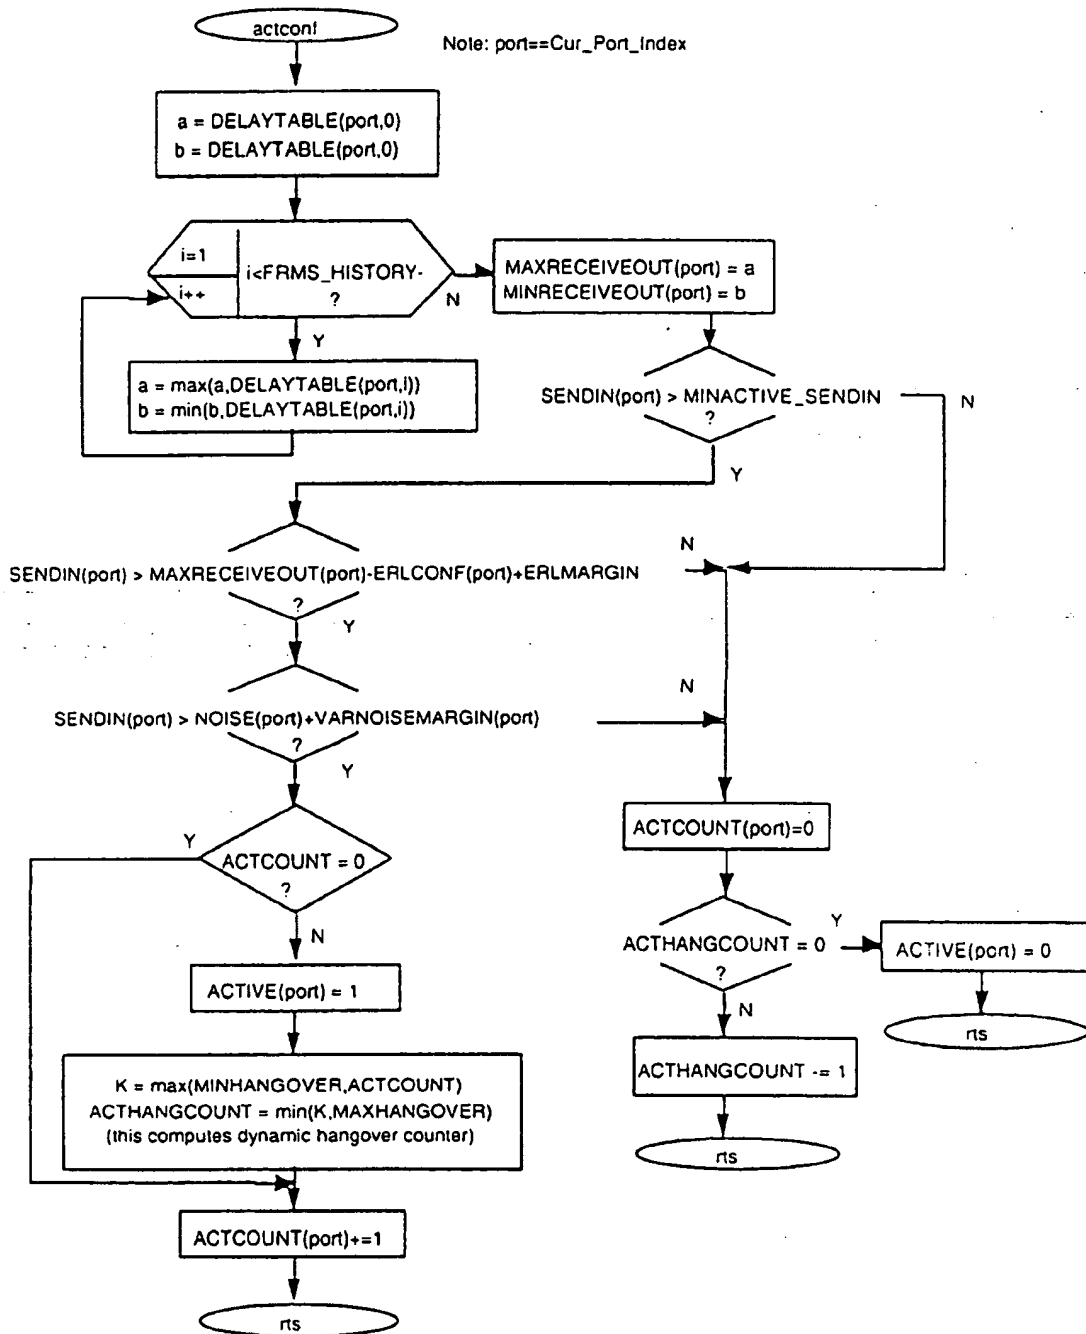 actconf
Note: port==Cur_Port_Index
a = DELAYTABLE(port,0)
b = DELAYTABLE(port,0)
i=1
i++
i<FRMS_HISTORY-
?
N
Y
MAXRECEIVEOUT(port) = a
MINRECEIVEOUT(port) = b
a = max(a,DELAYTABLE(port,i))
b = min(b,DELAYTABLE(port,i))
SENDIN(port) > MINACTIVE_SENDIN
?
N
Y
SENDIN(port) > MAXRECEIVEOUT(port)-ERLCONF(port)+ERLMARGIN
?
N
Y
SENDIN(port) > NOISE(port)+VARNOISEMARGIN(port)
?
N
Y
ACTCOUNT = 0
?
Y
N
ACTIVE(port) = 1
K = max(MINHANGOVER,ACTCOUNT)
ACTHANGCOUNT = min(K,MAXHANGOVER)
(this computes dynamic hangover counter)
ACTCOUNT(port)+=1
rts
ACTCOUNT(port)=0
ACTHANGCOUNT = 0
?
Y
N
ACTIVE(port) = 0
rts
ACTHANGCOUNT -= 1
rts